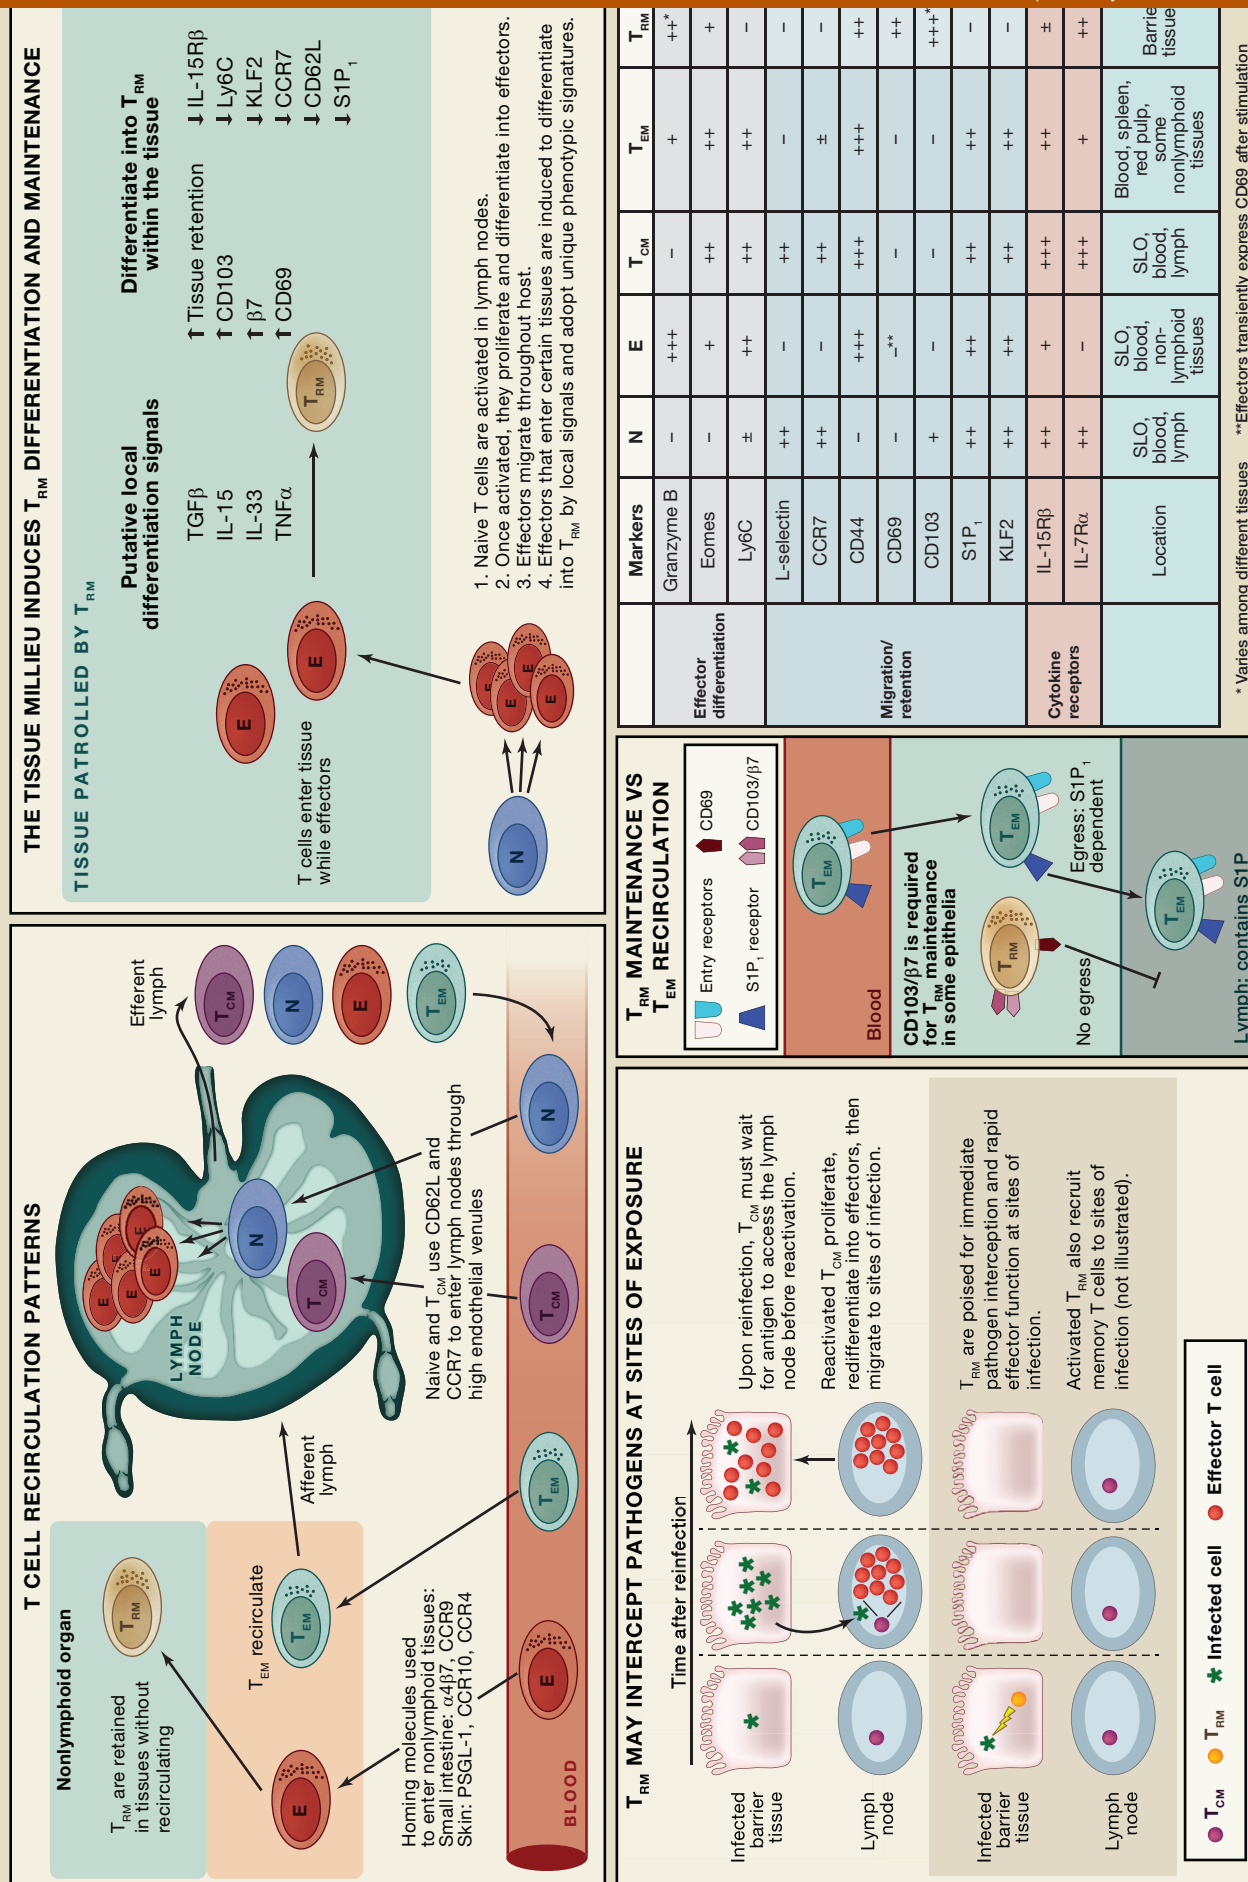 T CELL RECIRCULATION PATTERNS
Nonlymphoid organ
TRM are retained
in tissues without
recirculating
TRM
E
TEM recirculate
TEM
Afferent
lymph
LYMPH
NODE
E
E
E
E
E
N
TCM
Efferent
lymph
TCM
N
E
TEM
Homing molecules used
to enter nonlymphoid tissues:
Small intestine: α4β7, CCR9
Skin: PSGL-1, CCR10, CCR4
Naive and TCM use CD62L and
CCR7 to enter lymph nodes through
high endothelial venules
E
TEM
TCM
N
BLOOD
THE TISSUE MILLIEU INDUCES TRM DIFFERENTIATION AND MAINTENANCE
TISSUE PATROLLED BY TRM
Putative local
differentiation signals
TGFβ
IL-15
IL-33
TNFα
Differentiate into TRM
within the tissue
⬆ Tissue retention
⬆ CD103
⬆ β7
⬆ CD69
⬇ IL-15Rβ
⬇ Ly6C
⬇ KLF2
⬇ CCR7
⬇ CD62L
⬇ S1P1
E
E
TRM
T cells enter tissue
while effectors
N
E
E
E
E
1. Naive T cells are activated in lymph nodes.
2. Once activated, they proliferate and differentiate into effectors.
3. Effectors migrate throughout host.
4. Effectors that enter certain tissues are induced to differentiate
into TRM by local signals and adopt unique phenotypic signatures.
TRM MAY INTERCEPT PATHOGENS AT SITES OF EXPOSURE
Time after reinfection
Infected
barrier
tissue
Lymph
node
Upon reinfection, TCM must wait
for antigen to access the lymph
node before reactivation.
Reactivated TCM proliferate,
redifferentiate into effectors, then
migrate to sites of infection.
Infected
barrier
tissue
Lymph
node
TRM are poised for immediate
pathogen interception and rapid
effector function at sites of
infection.
Activated TRM also recruit
memory T cells to sites of
infection (not illustrated).
TCM TRM Infected cell Effector T cell
TRM MAINTENANCE VS
TEM RECIRCULATION
Entry receptors CD69
S1P1 receptor CD103/β7
Blood
TEM
CD103/β7 is required
for TRM maintenance
in some epithelia
TRM
TEM
No egress
Egress: S1P1
dependent
TEM
Lymph: contains S1P
Markers N E TCM TEM TRM
Effector
differentiation
Granzyme B – +++ – + ++*
Eomes – + ++ ++ +
Ly6C ± ++ ++ ++ –
Migration/
retention
L-selectin ++ – ++ – –
CCR7 ++ – ++ ± –
CD44 – +++ +++ +++ ++
CD69 – –** – – ++
CD103 + – – – +++*
S1P1 ++ ++ ++ ++ –
KLF2 ++ ++ ++ ++ –
Cytokine
receptors
IL-15Rβ ++ + +++ ++ ±
IL-7Rα ++ – +++ + ++
Location
SLO,
blood,
lymph
SLO,
blood,
non-
lymphoid
tissues
SLO,
blood,
lymph
Blood, spleen,
red pulp,
some
nonlymphoid
tissues
* Varies among different tissues **Effectors transiently express CD69 after stimulation